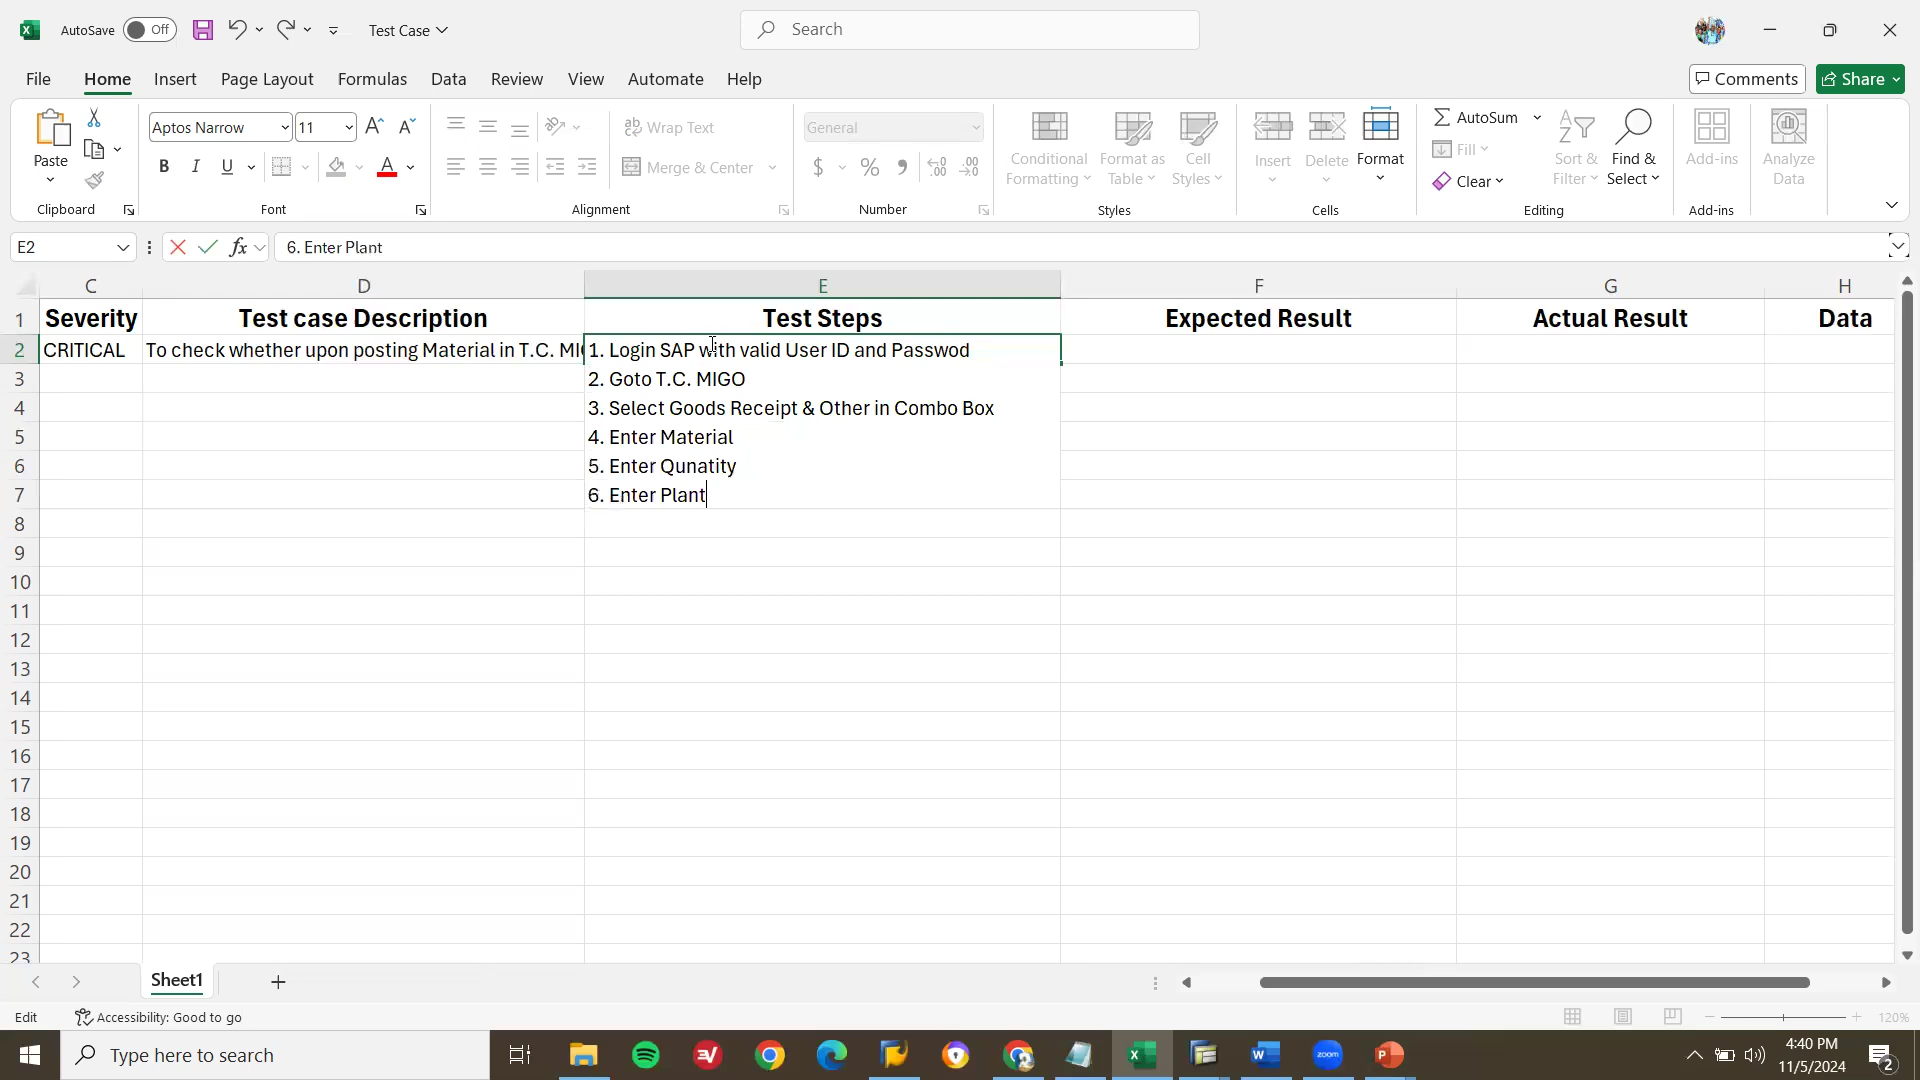 AutoSave Off Test Case Search
File Home Insert Page Layout Formulas Data Review View Automate Help Comments Share
Paste Aptos Narrow 11 Wrap Text General Conditional Formatting Format as Table Cell Styles Insert Delete Format AutoSum Fill Clear Sort & Filter Find & Select Add-ins Analyze Data
B I U Merge & Center $ % ,
Clipboard Font Alignment Number Styles Cells Editing Add-ins
E2 fx 6. Enter Plant
C D E F G H
1 Severity Test case Description Test Steps Expected Result Actual Result Data
2 CRITICAL To check whether upon posting Material in T.C. 1. Login SAP with valid User ID and Passwod
3 2. Goto T.C. MIGO
4 3. Select Goods Receipt & Other in Combo Box
5 4. Enter Material
6 5. Enter Qunatity
7 6. Enter Plant
8
9
10
11
12
13
14
15
16
17
18
19
20
21
22
23
Sheet1
Edit Accessibility: Good to go 120%
Type here to search zoom 4:40 PM
11/5/2024 2